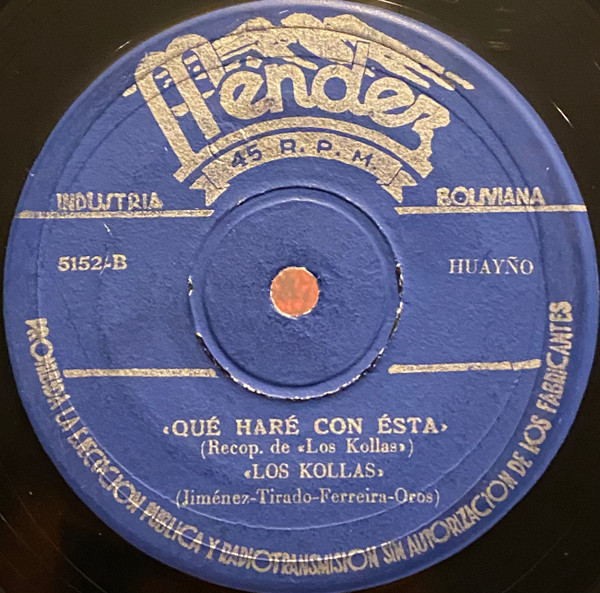 Méndez
45 R.P.M.
INDUSTRIA BOLIVIANA
5152-B HUAYÑO
«QUÉ HARÉ CON ÉSTA»
(Recop. de «Los Kollas»)
«LOS KOLLAS»
(Jiménez-Tirado-Ferreira-Oros)
PROHIBIDA LA EJECUCION PUBLICA Y RADIOTRANSMISION SIN AUTORIZACION DE LOS FABRICANTES